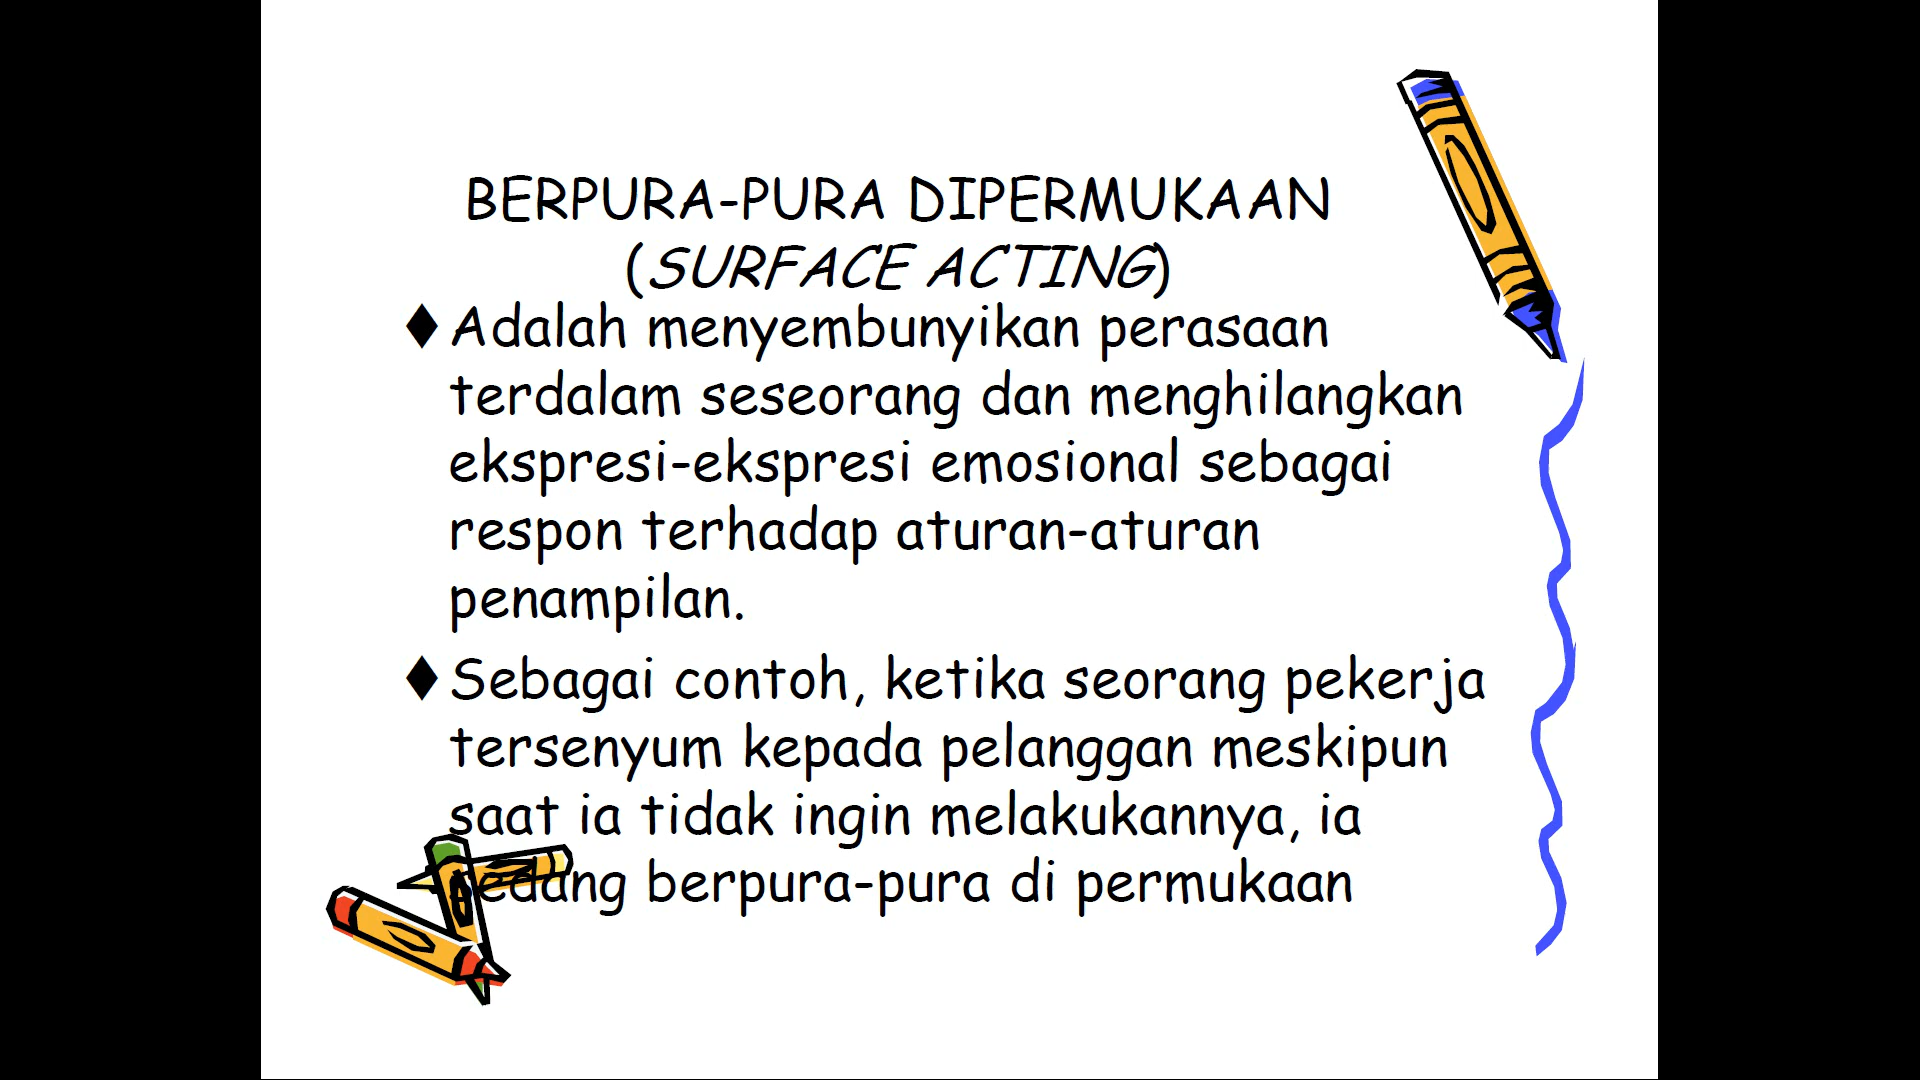 BERPURA-PURA DIPERMUKAAN
(SURFACE ACTING)
♦Adalah menyembunyikan perasaan
terdalam seseorang dan menghilangkan
ekspresi-ekspresi emosional sebagai
respon terhadap aturan-aturan
penampilan.
♦Sebagai contoh, ketika seorang pekerja
tersenyum kepada pelanggan meskipun
saat ia tidak ingin melakukannya, ia
sedang berpura-pura di permukaan